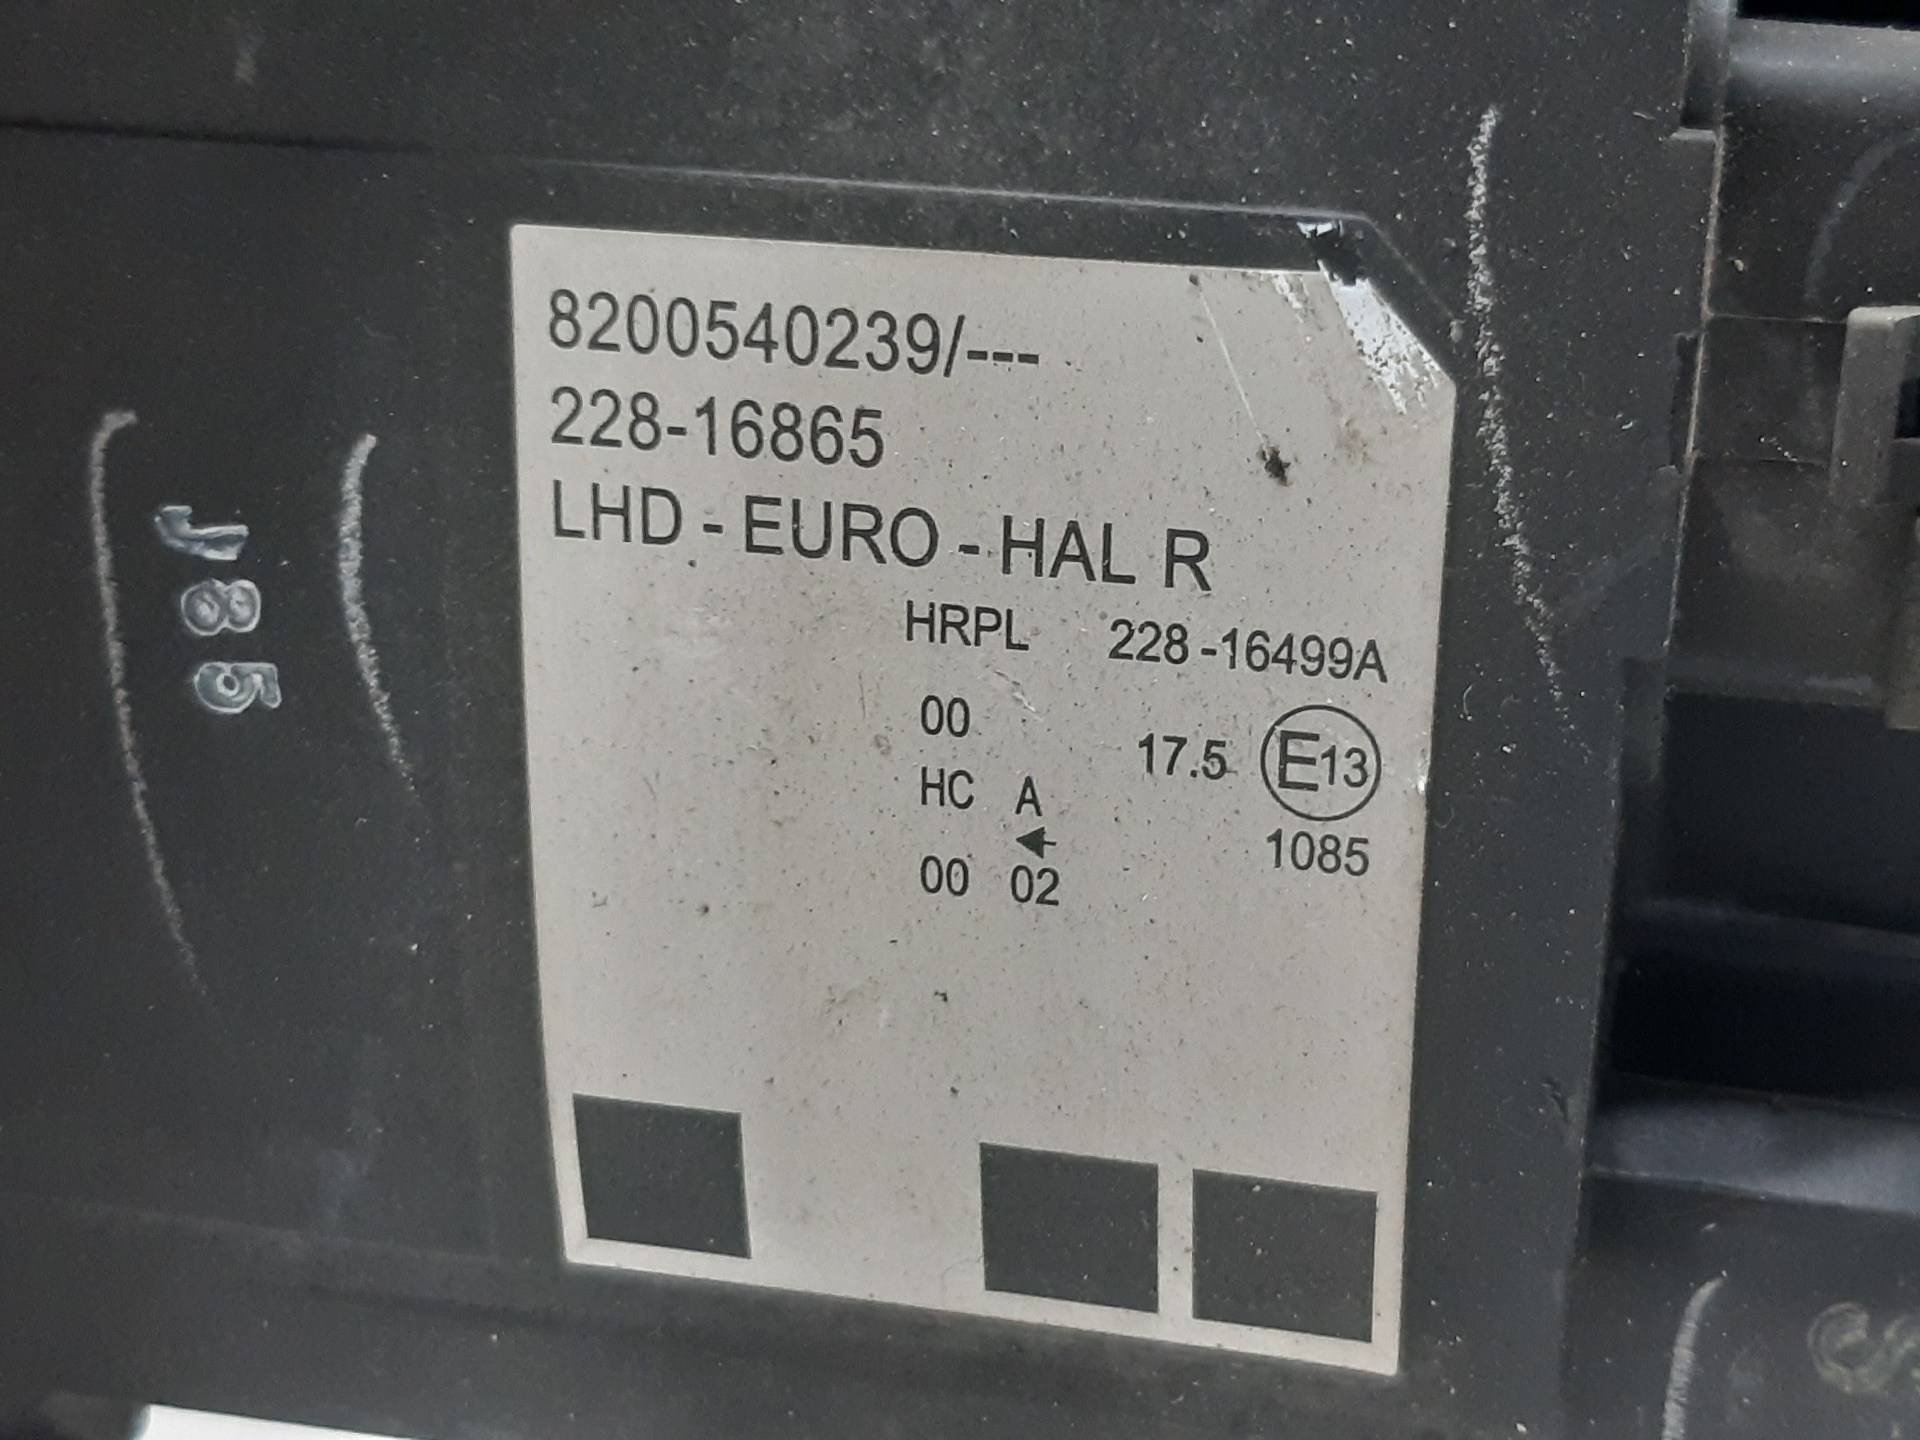 8200540239/---
228-16865
LHD - EURO - HAL R
HRPL 228-16499A
00
17.5 E13
HC A
1085
00 02
J85